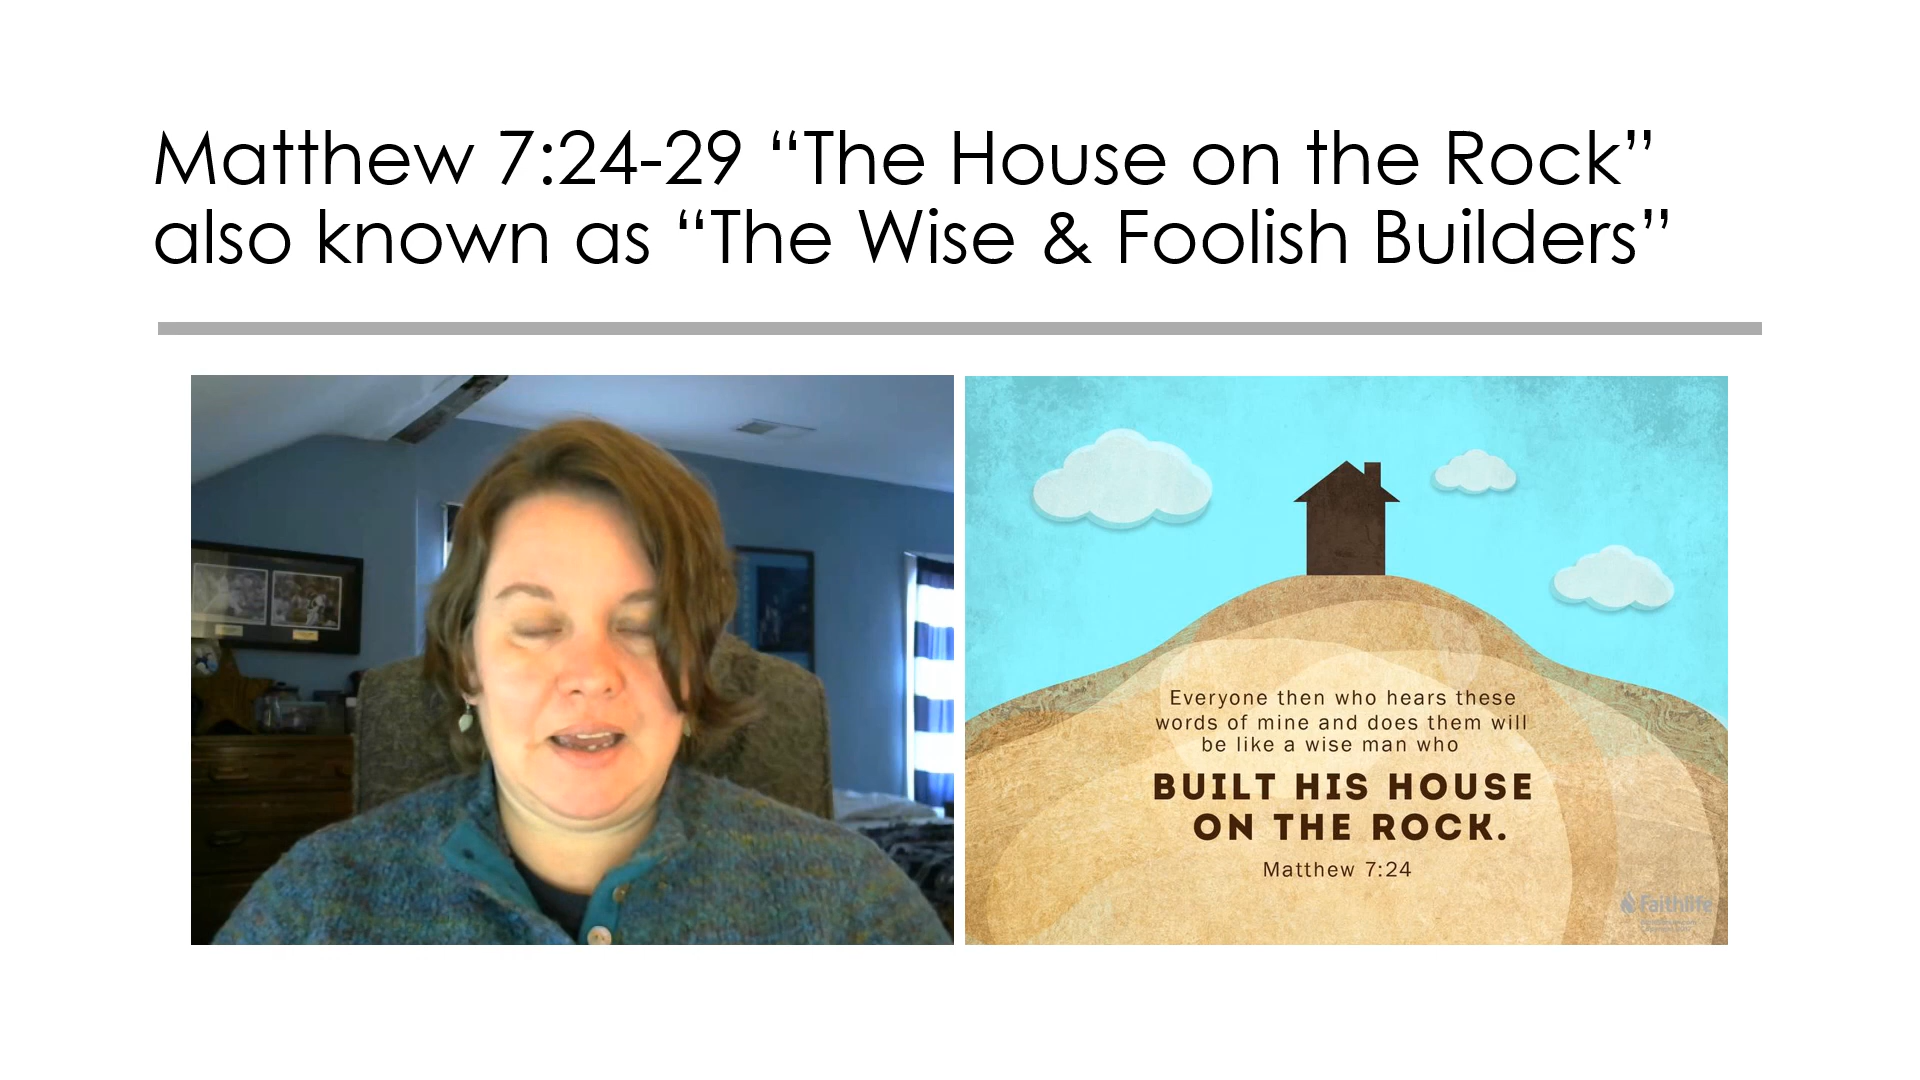 Matthew 7:24-29 “The House on the Rock”
also known as “The Wise & Foolish Builders”
Everyone then who hears these
words of mine and does them will
be like a wise man who
BUILT HIS HOUSE
ON THE ROCK.
Matthew 7:24
Faithlife